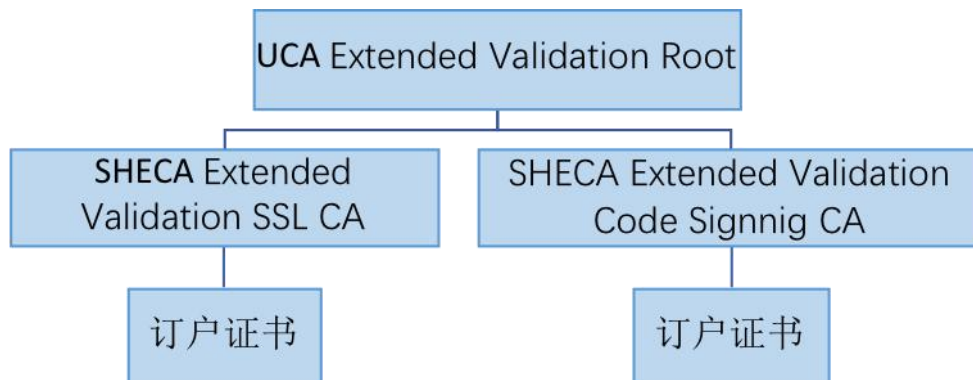 UCA Extended Validation Root
SHECA Extended
Validation SSL CA
SHECA Extended Validation
Code Signnig CA
订户证书
订户证书